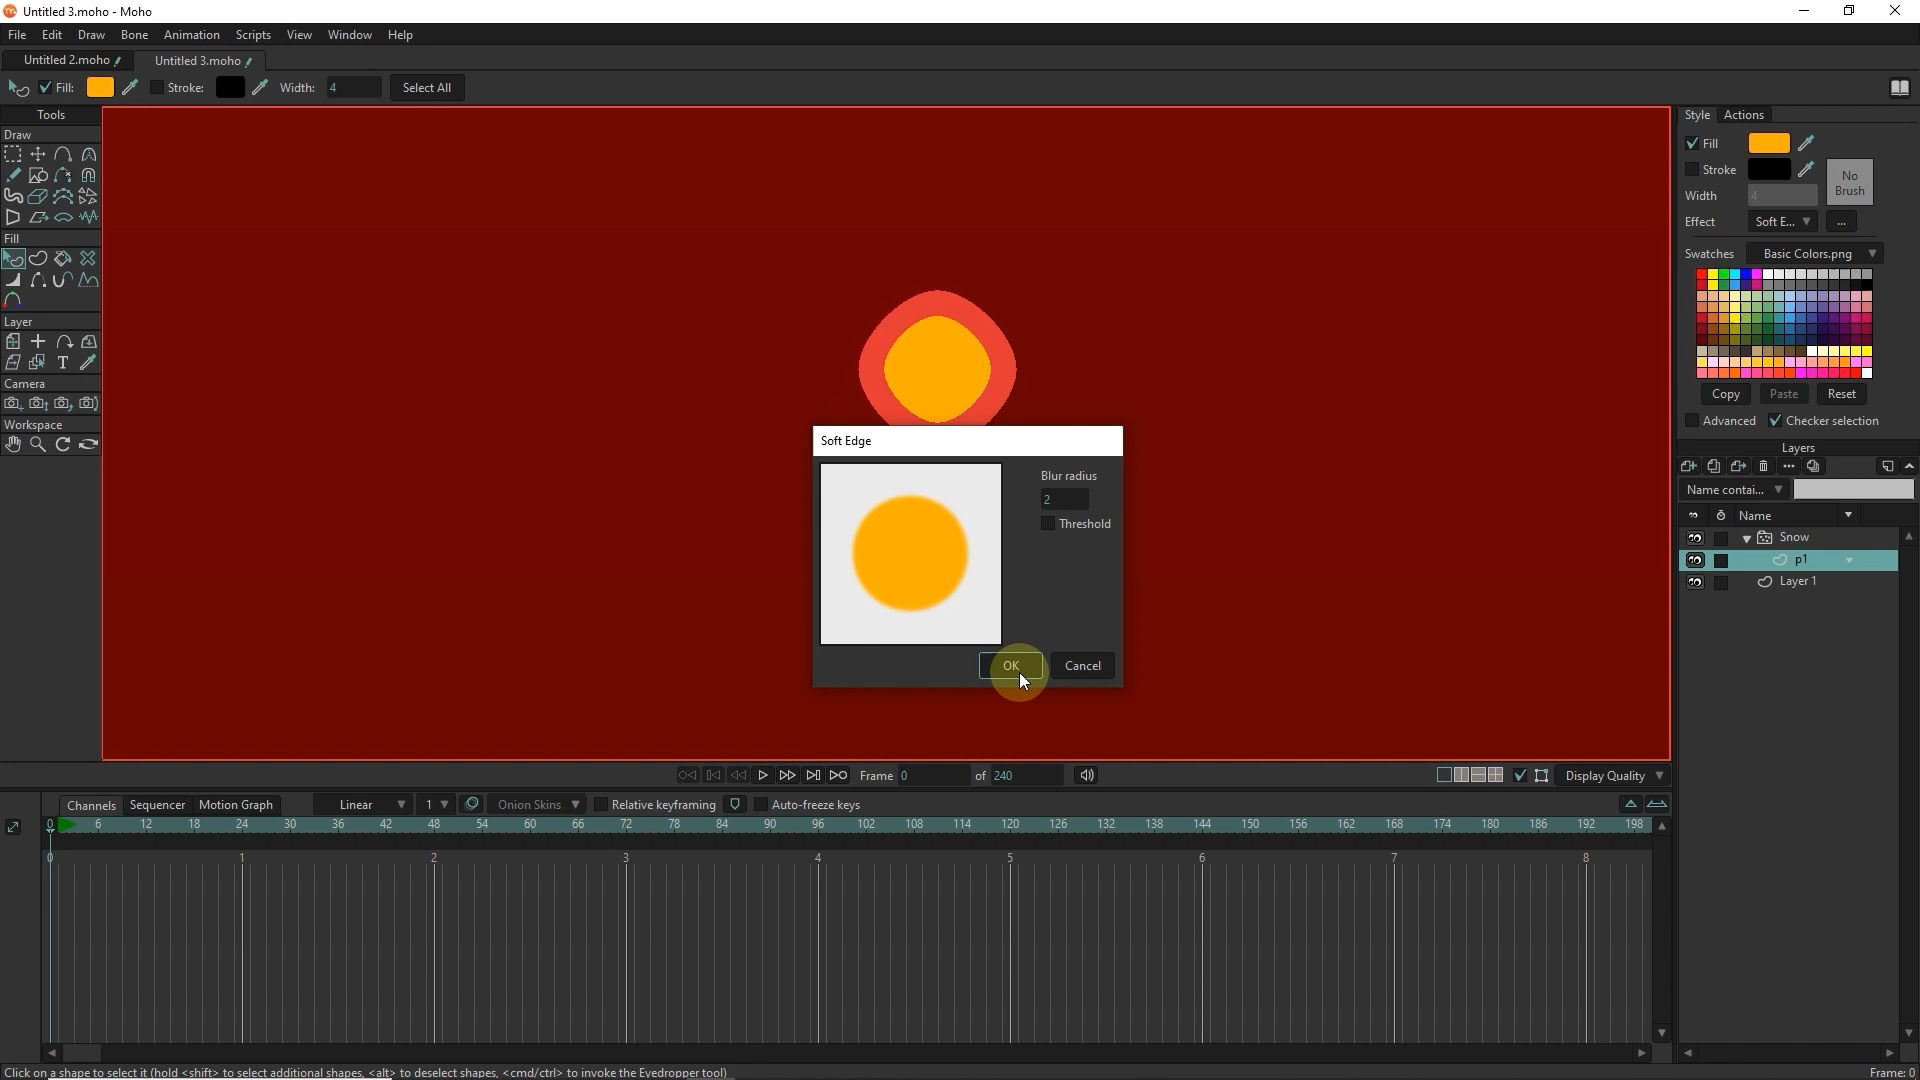 Untitled 3.moho - Moho
File Edit Draw Bone Animation Scripts View Window Help
Untitled 2.moho Untitled 3.moho
Fill: Stroke: Width: 4 Select All
Tools
Draw
Fill
Layer
Camera
Workspace
Soft Edge
Blur radius
2
Threshold
OK Cancel
Style Actions
Fill
Stroke
No
Brush
Width 4
Effect Soft E... ...
Swatches Basic Colors.png
Copy Paste Reset
Advanced Checker selection
Layers
Name contai...
Name
Snow
p1
Layer 1
Frame 0 of 240 Display Quality
Channels Sequencer Motion Graph Linear 1 Onion Skins Relative keyframing Auto-freeze keys
0 6 12 18 24 30 36 42 48 54 60 66 72 78 84 90 96 102 108 114 120 126 132 138 144 150 156 162 168 174 180 186 192 198
0 1 2 3 4 5 6 7 8
Click on a shape to select it (hold <shift> to select additional shapes, <alt> to deselect shapes, <cmd/ctrl> to invoke the Eyedropper tool) Frame: 0